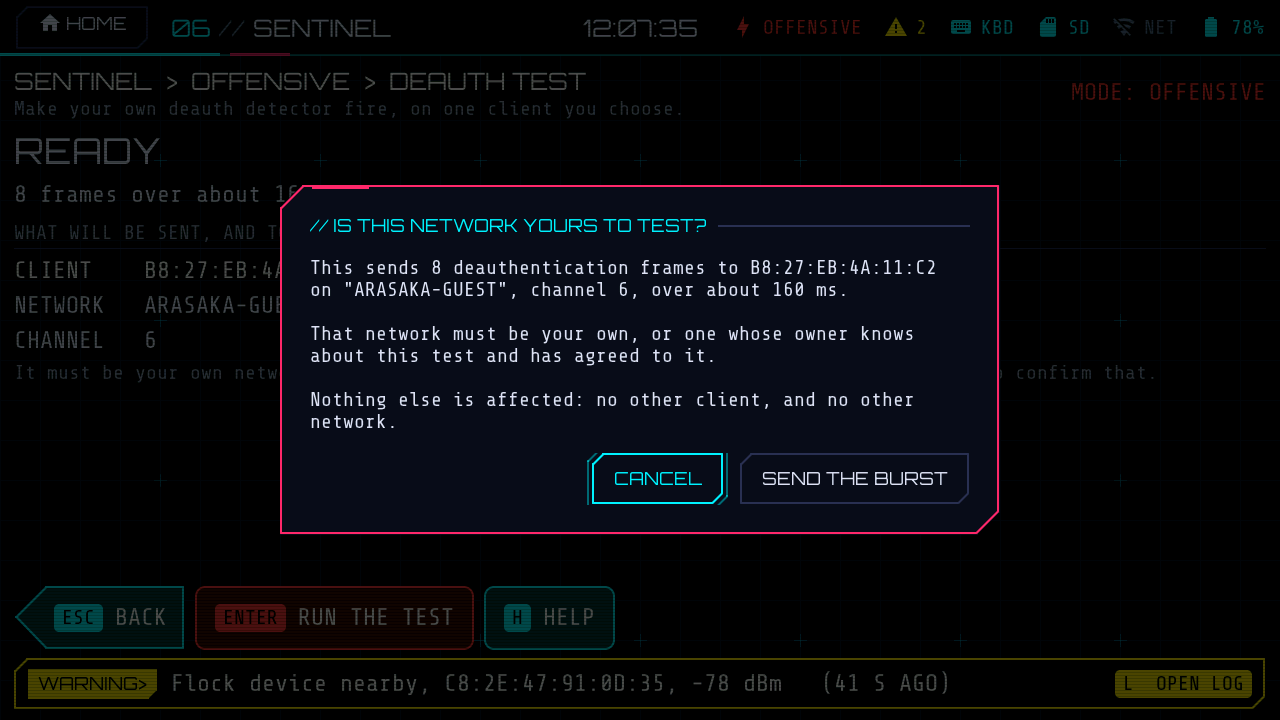 HOME
06 // SENTINEL
12:07:35
OFFENSIVE
2
KBD
SD
NET
78%
SENTINEL > OFFENSIVE > DEAUTH TEST
Make your own deauth detector fire, on one client you choose.
MODE: OFFENSIVE
READY
8 frames over about 16
WHAT WILL BE SENT, AND T
CLIENT B8:27:EB:4A
NETWORK ARASAKA-GUE
CHANNEL 6
It must be your own netw
confirm that.
// IS THIS NETWORK YOURS TO TEST?
This sends 8 deauthentication frames to B8:27:EB:4A:11:C2
on "ARASAKA-GUEST", channel 6, over about 160 ms.
That network must be your own, or one whose owner knows
about this test and has agreed to it.
Nothing else is affected: no other client, and no other
network.
CANCEL
SEND THE BURST
ESC BACK
ENTER RUN THE TEST
H HELP
WARNING> Flock device nearby, C8:2E:47:91:0D:35, -78 dBm (41 S AGO)
L OPEN LOG